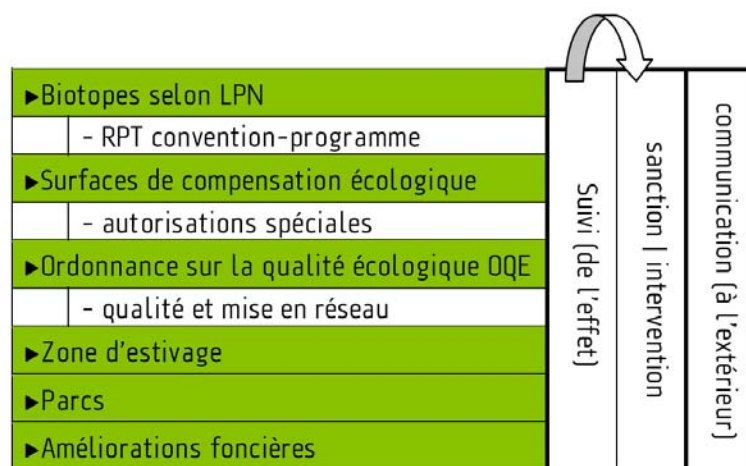 ▸Biotopes selon LPN
- RPT convention-programme
▸Surfaces de compensation écologique
- autorisations spéciales
▸Ordonnance sur la qualité écologique OQE
- qualité et mise en réseau
▸Zone d'estivage
▸Parcs
▸Améliorations foncières
Suivi (de l'effet)
sanction | intervention
communication (à l'extérieur)